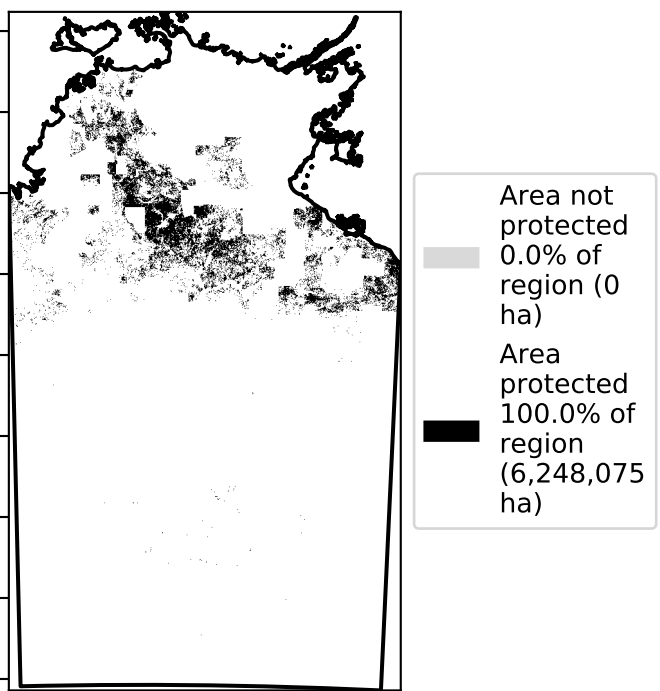 Area not
protected
0.0% of
region (0
ha)
Area
protected
100.0% of
region
(6,248,075
ha)